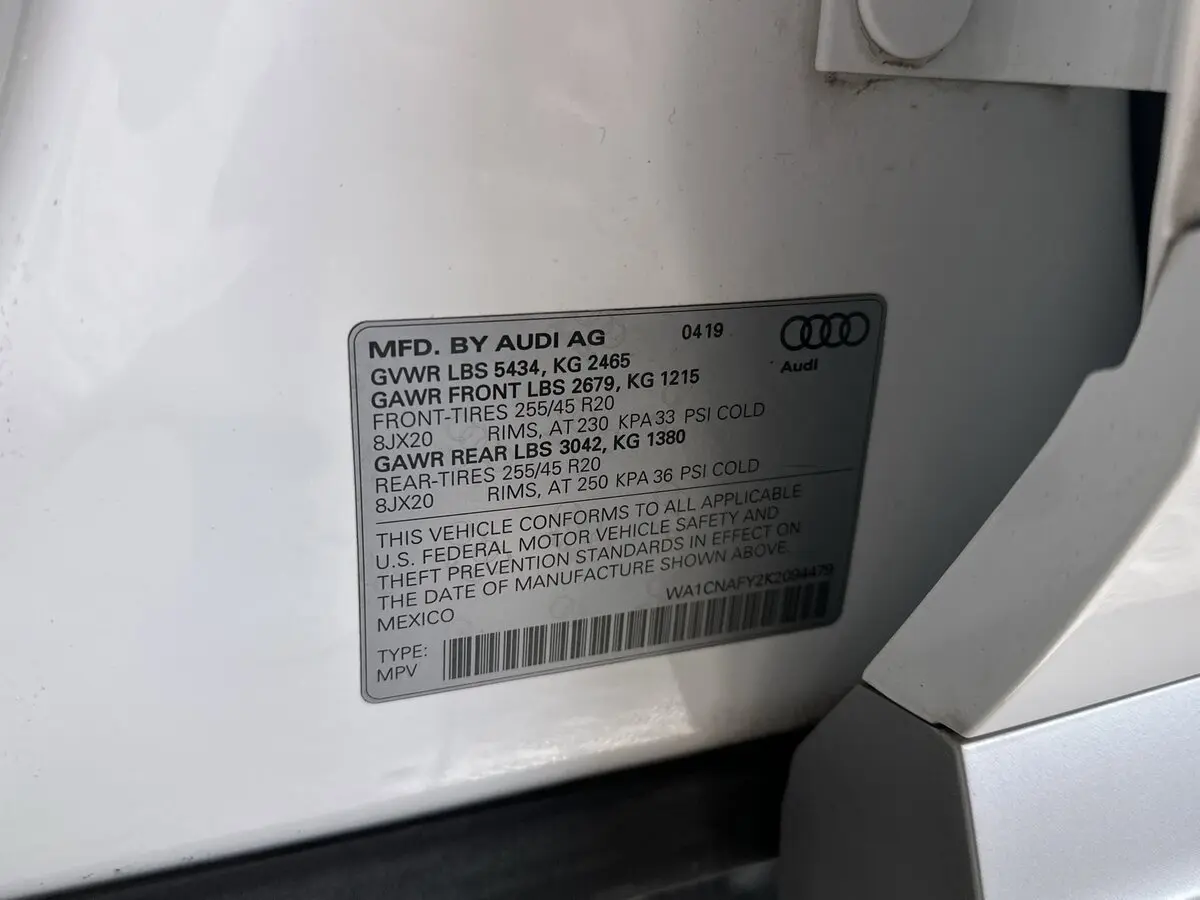 MFD. BY AUDI AG 0419
Audi
GVWR LBS 5434, KG 2465
GAWR FRONT LBS 2679, KG 1215
FRONT-TIRES 255/45 R20
8JX20 RIMS, AT 230 KPA 33 PSI COLD
GAWR REAR LBS 3042, KG 1380
REAR-TIRES 255/45 R20
8JX20 RIMS, AT 250 KPA 36 PSI COLD
THIS VEHICLE CONFORMS TO ALL APPLICABLE
U.S. FEDERAL MOTOR VEHICLE SAFETY AND
THEFT PREVENTION STANDARDS IN EFFECT ON
THE DATE OF MANUFACTURE SHOWN ABOVE.
MEXICO WA1CNAFY2K2094479
TYPE:
MPV